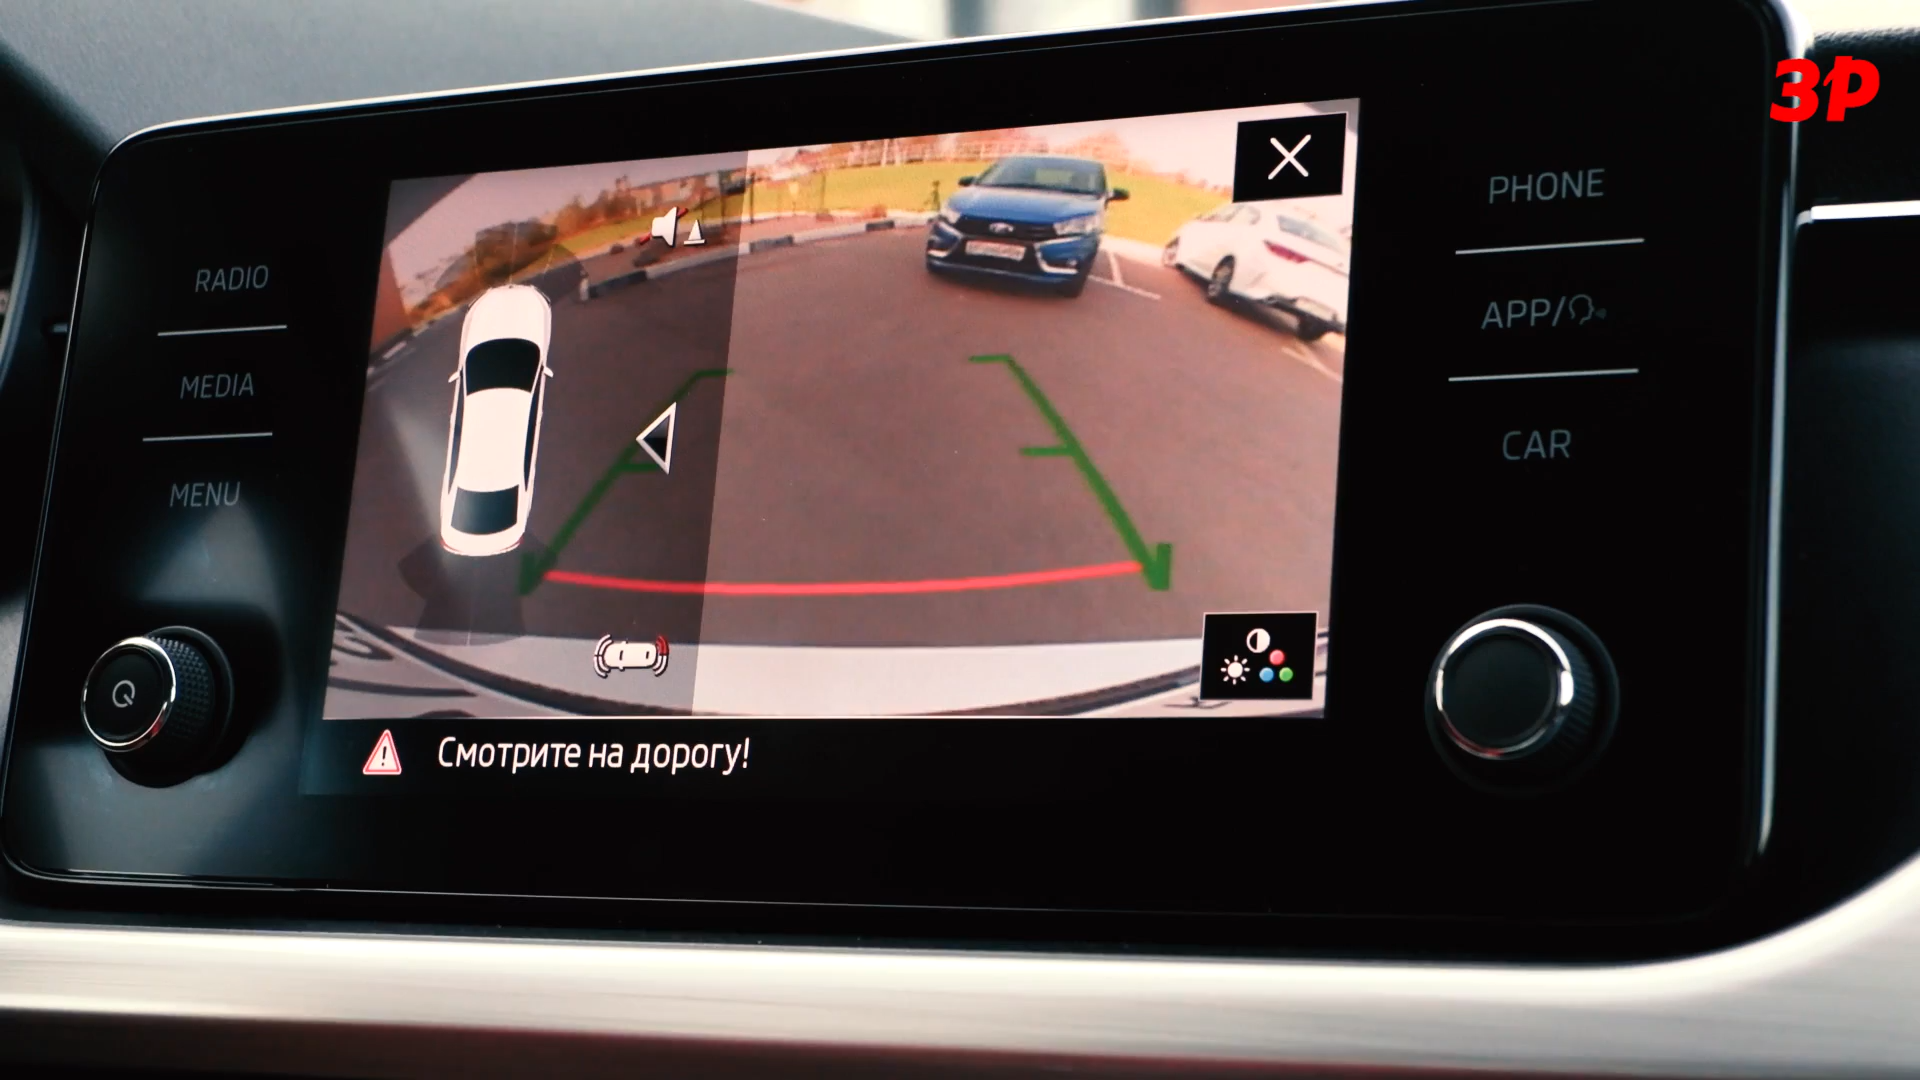 ЗР
RADIO
MEDIA
MENU
PHONE
APP/
CAR
Смотрите на дорогу!